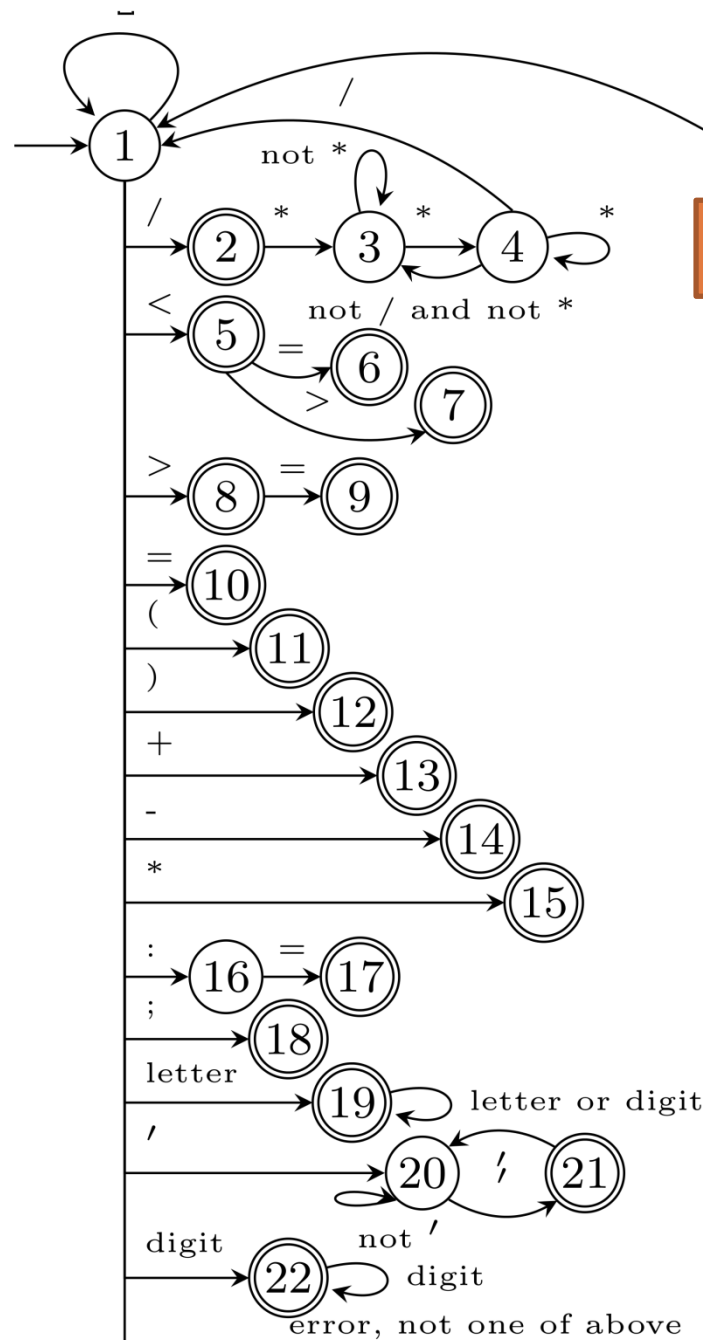 ␣
/
1
not *
/ 2 * 3 * 4 *
< 5 not / and not *
= 6
> 7
> 8 = 9
= 10
( 11
) 12
+ 13
- 14
* 15
: 16 = 17
; 18
letter 19 letter or digit
' 20 ' 21
'
not '
digit 22 digit
error, not one of above